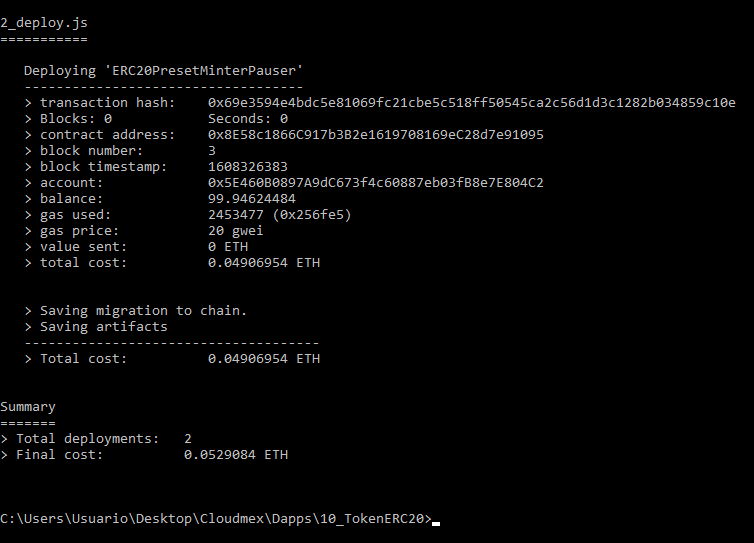 2_deploy.js
===========
Deploying 'ERC20PresetMinterPauser'
-----------------------------------
> transaction hash: 0x69e3594e4bdc5e81069fc21cbe5c518ff50545ca2c56d1d3c1282b034859c10e
> Blocks: 0 Seconds: 0
> contract address: 0x8E58c1866C917b3B2e1619708169eC28d7e91095
> block number: 3
> block timestamp: 1608326383
> account: 0x5E460B0897A9dC673f4c60887eb03fB8e7E804C2
> balance: 99.94624484
> gas used: 2453477 (0x256fe5)
> gas price: 20 gwei
> value sent: 0 ETH
> total cost: 0.04906954 ETH
> Saving migration to chain.
> Saving artifacts
-------------------------------------
> Total cost: 0.04906954 ETH
Summary
=======
> Total deployments: 2
> Final cost: 0.0529084 ETH
C:\Users\Usuario\Desktop\Cloudmex\Dapps\10_TokenERC20>